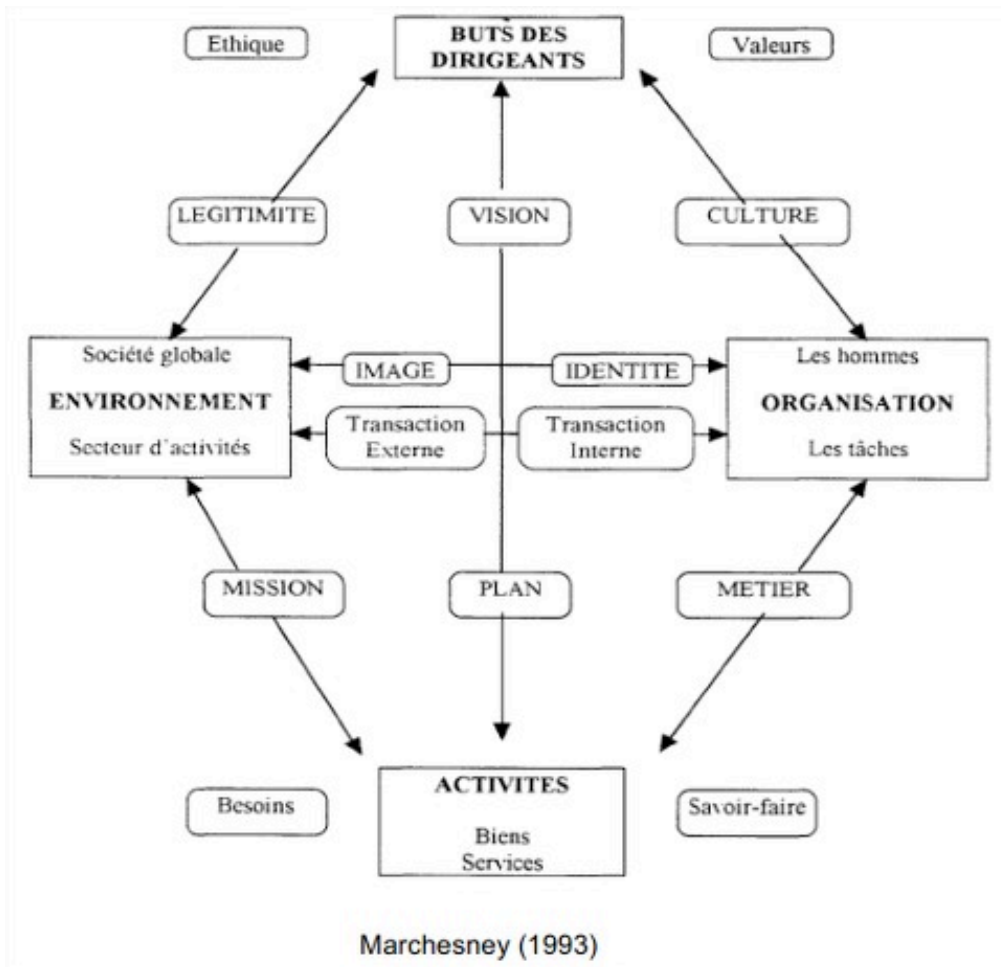 Ethique
BUTS DES
DIRIGEANTS
Valeurs
LEGITIMITE
VISION
CULTURE
Société globale
ENVIRONNEMENT
Secteur d'activités
IMAGE
IDENTITE
Transaction
Externe
Transaction
Interne
Les hommes
ORGANISATION
Les tâches
MISSION
PLAN
METIER
Besoins
ACTIVITES
Biens
Services
Savoir-faire
Marchesney (1993)